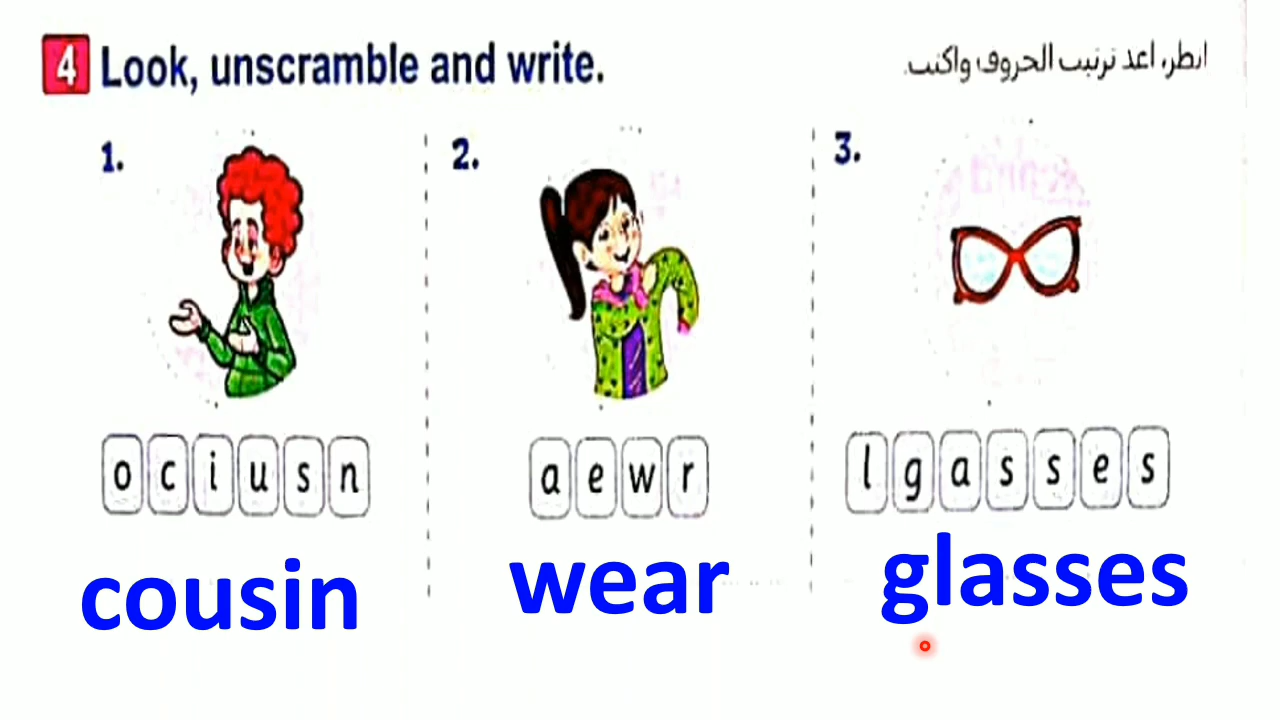 4 Look, unscramble and write.
انظر، اعد ترتيب الحروف واكتب.
1.
2.
3.
o c i u s n
a e w r
l g a s s e s
cousin
wear
glasses